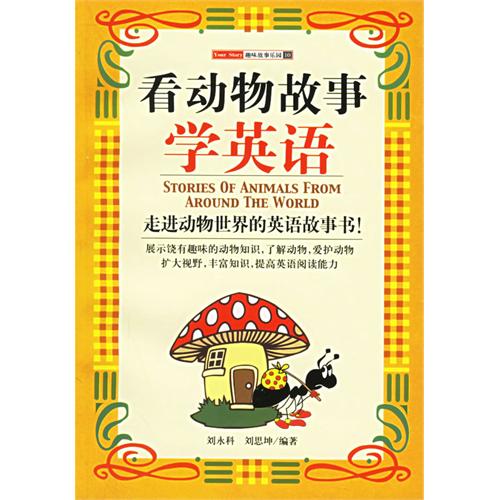 Your Story 趣味故事乐园 10
看动物故事
学英语
STORIES OF ANIMALS FROM
AROUND THE WORLD
走进动物世界的英语故事书!
展示饶有趣味的动物知识,了解动物,爱护动物
扩大视野,丰富知识,提高英语阅读能力
刘永科 刘思坤/编著